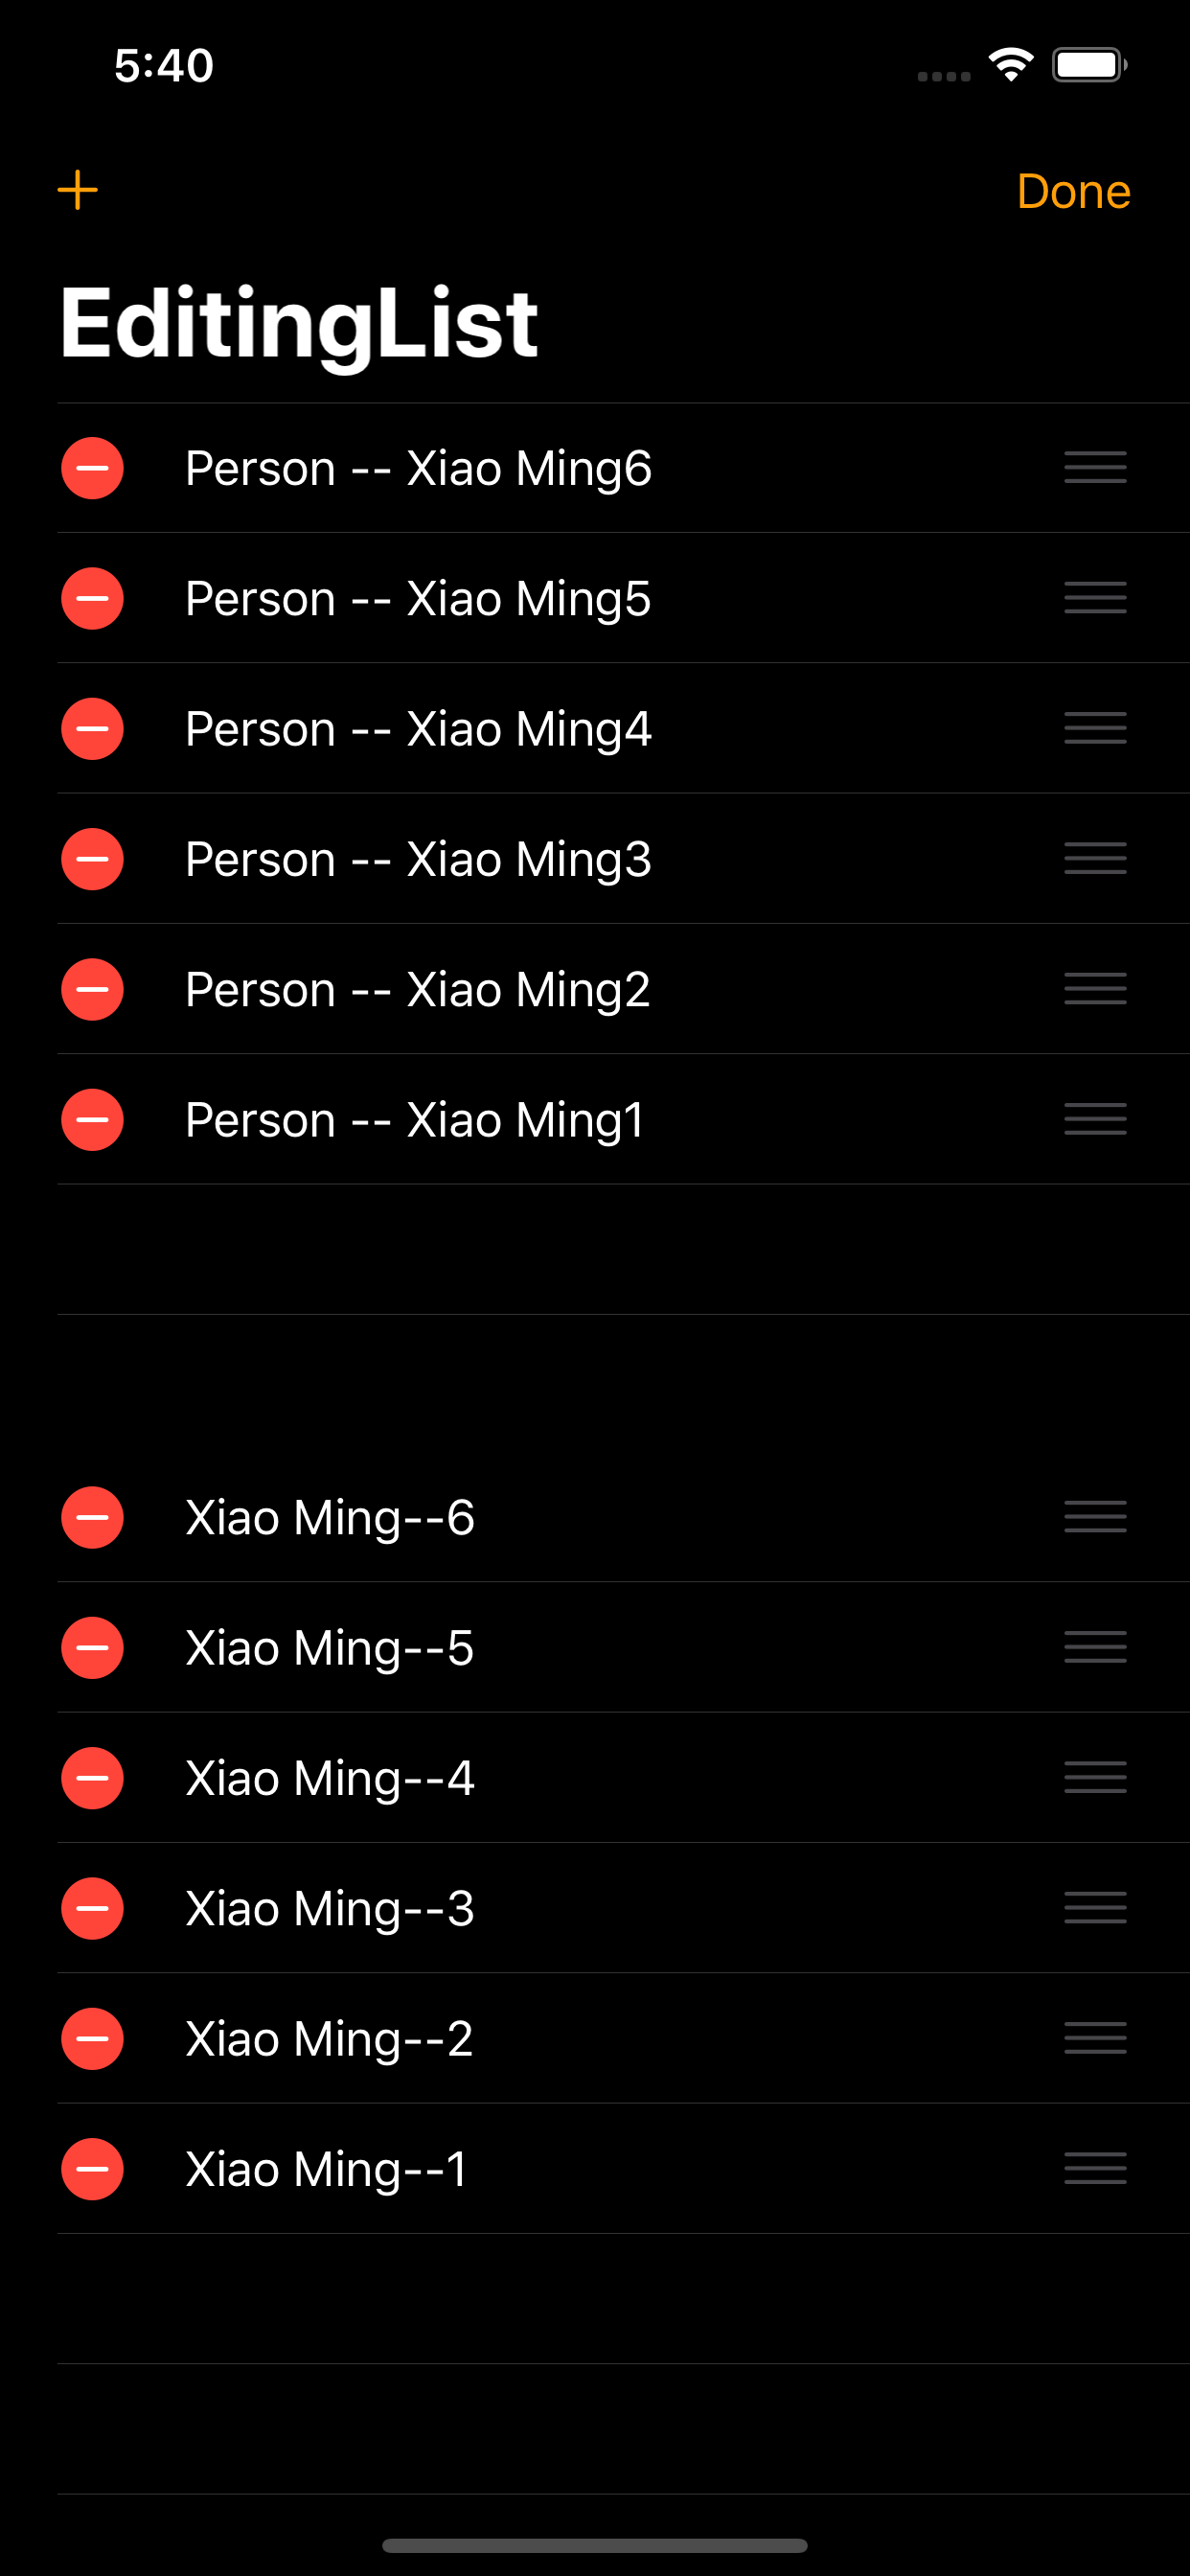 5:40
Done
EditingList
Person -- Xiao Ming6
Person -- Xiao Ming5
Person -- Xiao Ming4
Person -- Xiao Ming3
Person -- Xiao Ming2
Person -- Xiao Ming1
Xiao Ming--6
Xiao Ming--5
Xiao Ming--4
Xiao Ming--3
Xiao Ming--2
Xiao Ming--1